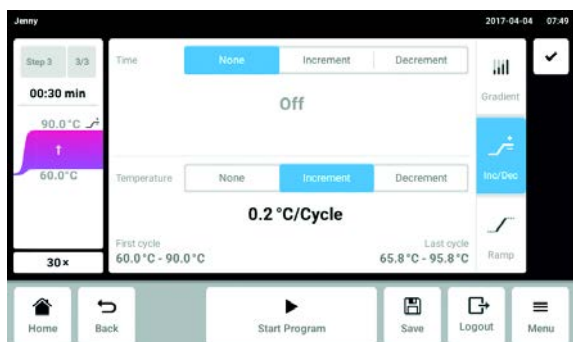 Jenny
2017-04-04 07:49
Step 3 3/3
00:30 min
90.0°C
60.0°C
30×
Time None Increment Decrement
Off
Temperature None Increment Decrement
0.2 °C/Cycle
First cycle Last cycle
60.0°C - 90.0°C 65.8°C - 95.8°C
Gradient
Inc/Dec
Ramp
Home
Back
Start Program
Save
Logout
Menu